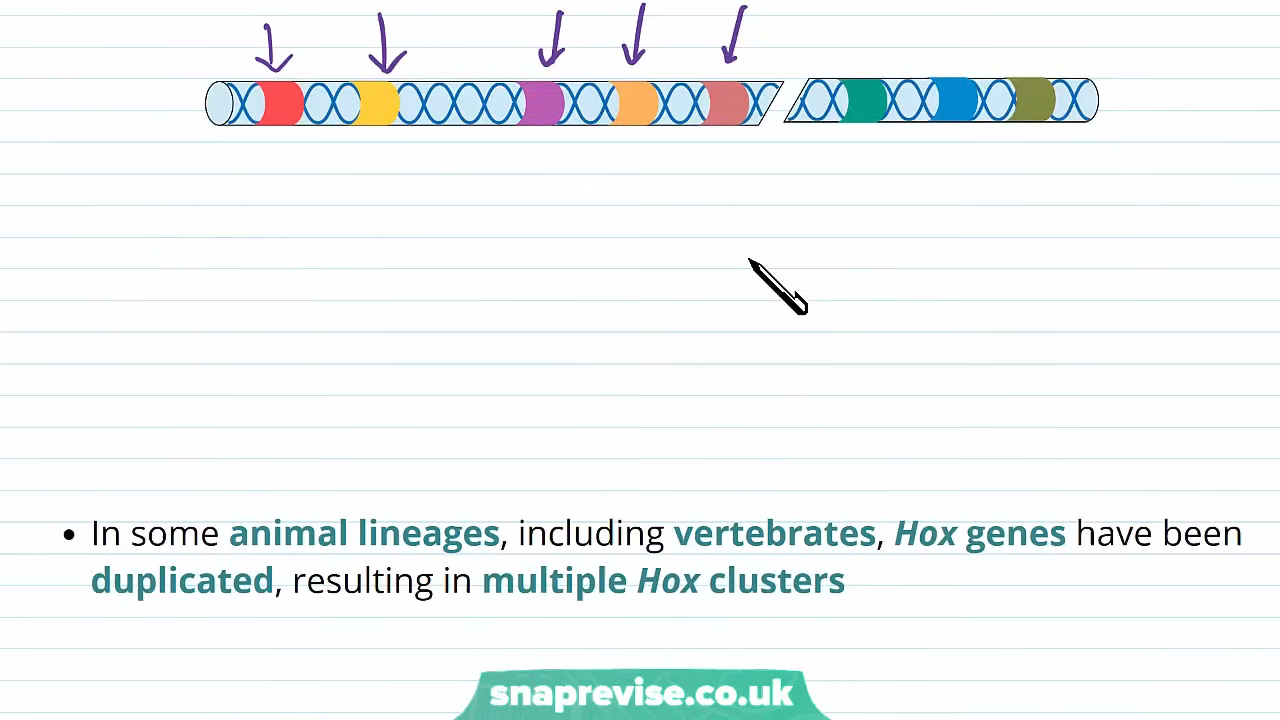 • In some animal lineages, including vertebrates, Hox genes have been
duplicated, resulting in multiple Hox clusters
snaprevise.co.uk